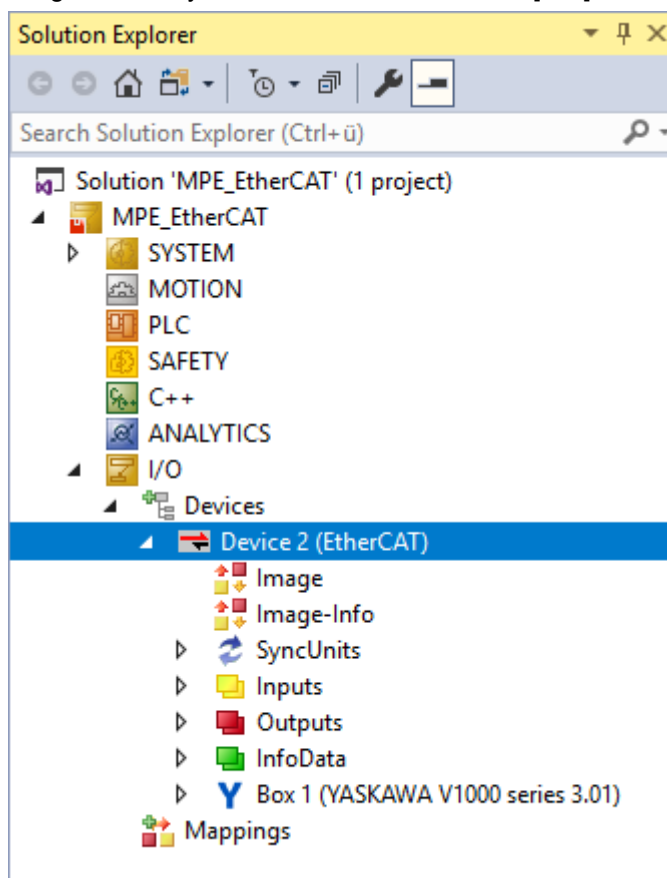 Solution Explorer
Search Solution Explorer (Ctrl+ü)
Solution 'MPE_EtherCAT' (1 project)
MPE_EtherCAT
SYSTEM
MOTION
PLC
SAFETY
C++
ANALYTICS
I/O
Devices
Device 2 (EtherCAT)
Image
Image-Info
SyncUnits
Inputs
Outputs
InfoData
Box 1 (YASKAWA V1000 series 3.01)
Mappings